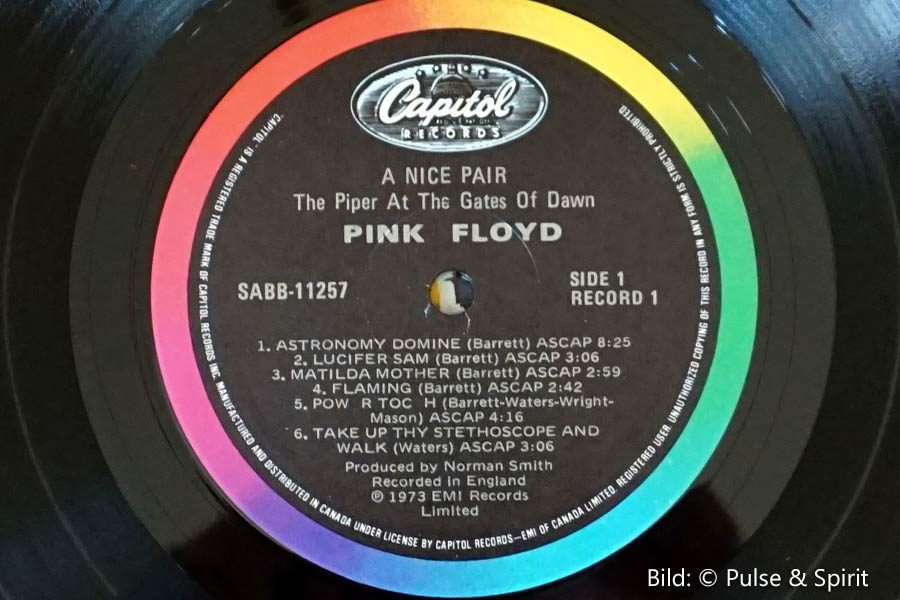 Capitol
RECORDS
A NICE PAIR
The Piper At The Gates Of Dawn
PINK FLOYD
SABB-11257
SIDE 1
RECORD 1
1. ASTRONOMY DOMINE (Barrett) ASCAP 8:25
2. LUCIFER SAM (Barrett) ASCAP 3:06
3. MATILDA MOTHER (Barrett) ASCAP 2:59
4. FLAMING (Barrett) ASCAP 2:42
5. POW R TOC H (Barrett-Waters-Wright-
Mason) ASCAP 4:16
6. TAKE UP THY STETHOSCOPE AND
WALK (Waters) ASCAP 3:06
Produced by Norman Smith
Recorded in England
℗ 1973 EMI Records
Limited
"CAPITOL" IS A REGISTERED TRADE MARK OF CAPITOL RECORDS INC. MANUFACTURED AND DISTRIBUTED IN CANADA UNDER LICENSE BY CAPITOL RECORDS—EMI OF CANADA LIMITED, REGISTERED USER. UNAUTHORIZED COPYING OF THIS RECORD IN ANY FORM IS STRICTLY PROHIBITED.
Bild: © Pulse & Spirit